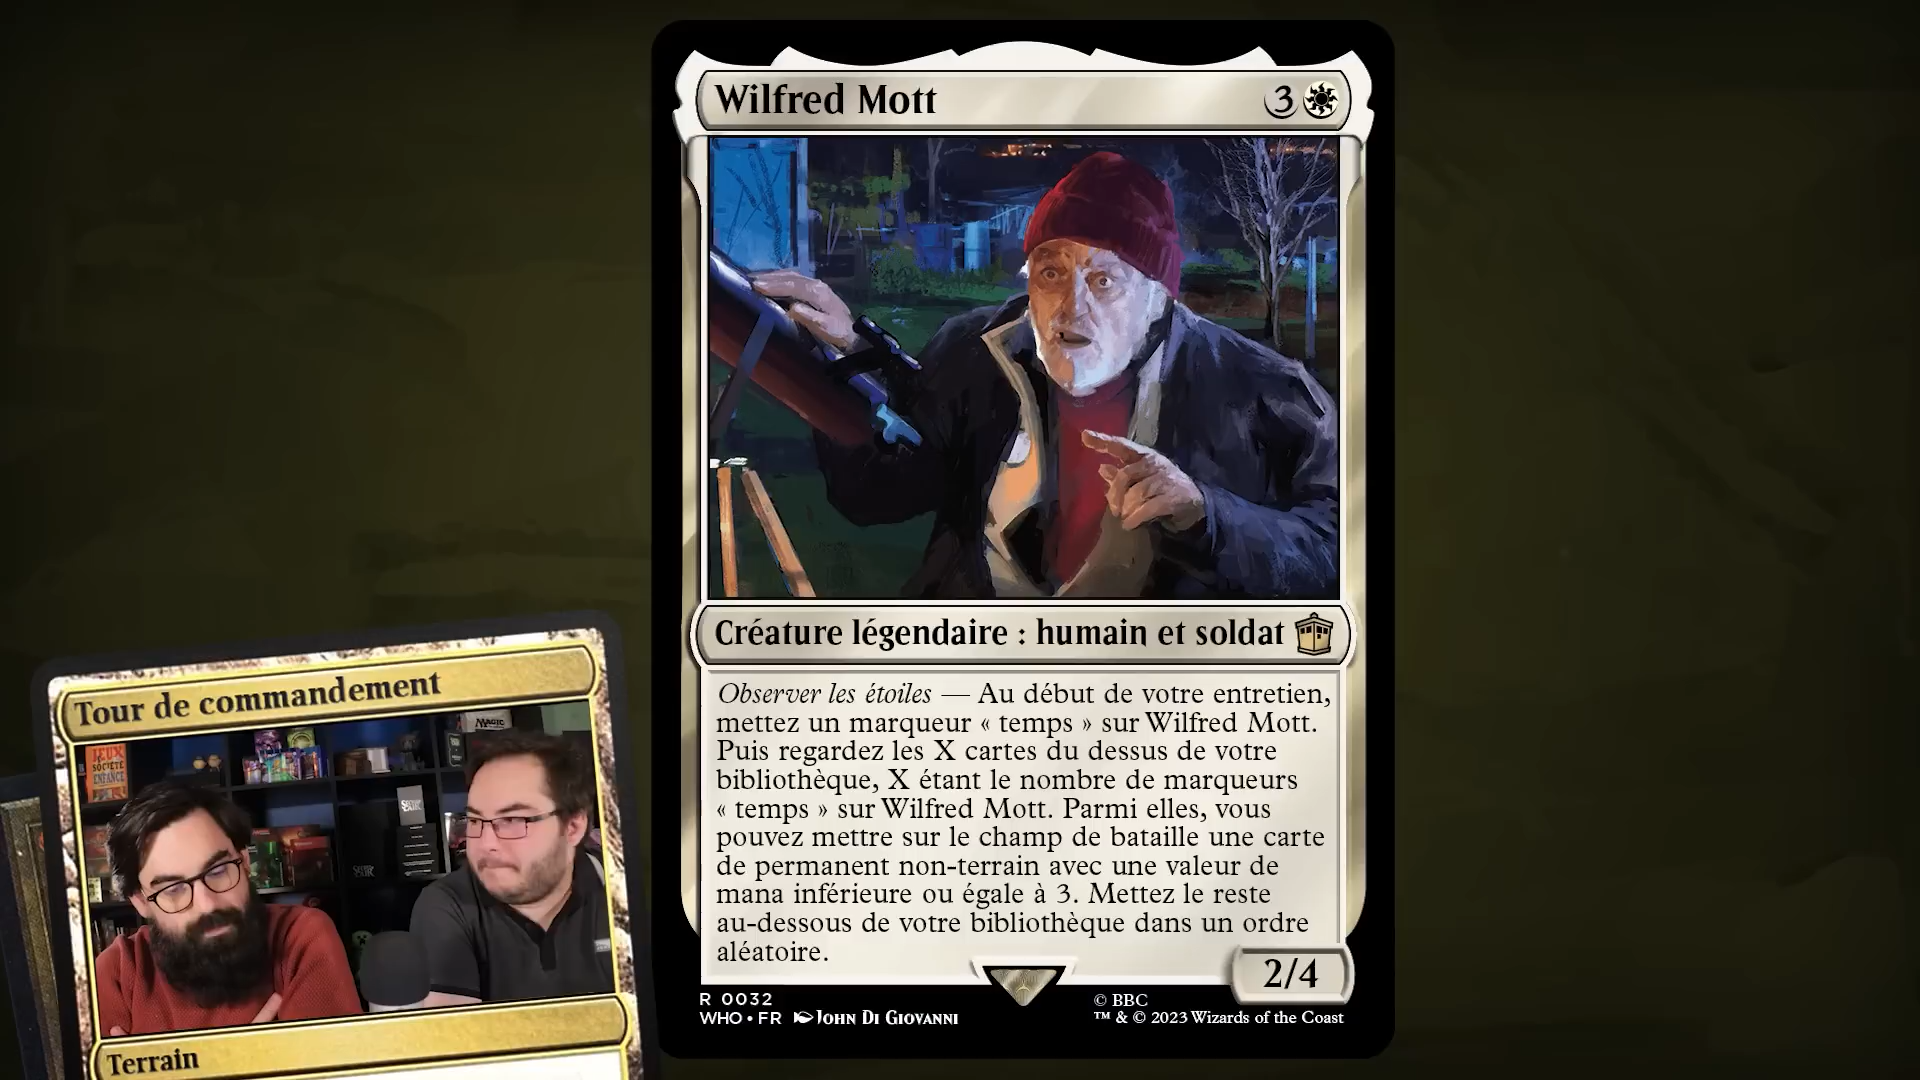 Wilfred Mott
3
Créature légendaire : humain et soldat
Observer les étoiles — Au début de votre entretien,
mettez un marqueur « temps » sur Wilfred Mott.
Puis regardez les X cartes du dessus de votre
bibliothèque, X étant le nombre de marqueurs
« temps » sur Wilfred Mott. Parmi elles, vous
pouvez mettre sur le champ de bataille une carte
de permanent non-terrain avec une valeur de
mana inférieure ou égale à 3. Mettez le reste
au-dessous de votre bibliothèque dans un ordre
aléatoire.
2/4
R 0032
WHO • FR John Di Giovanni
© BBC
™ & © 2023 Wizards of the Coast
Tour de commandement
MAGIC
JEUX
SOCIÉTÉ
ENFANCE
Terrain